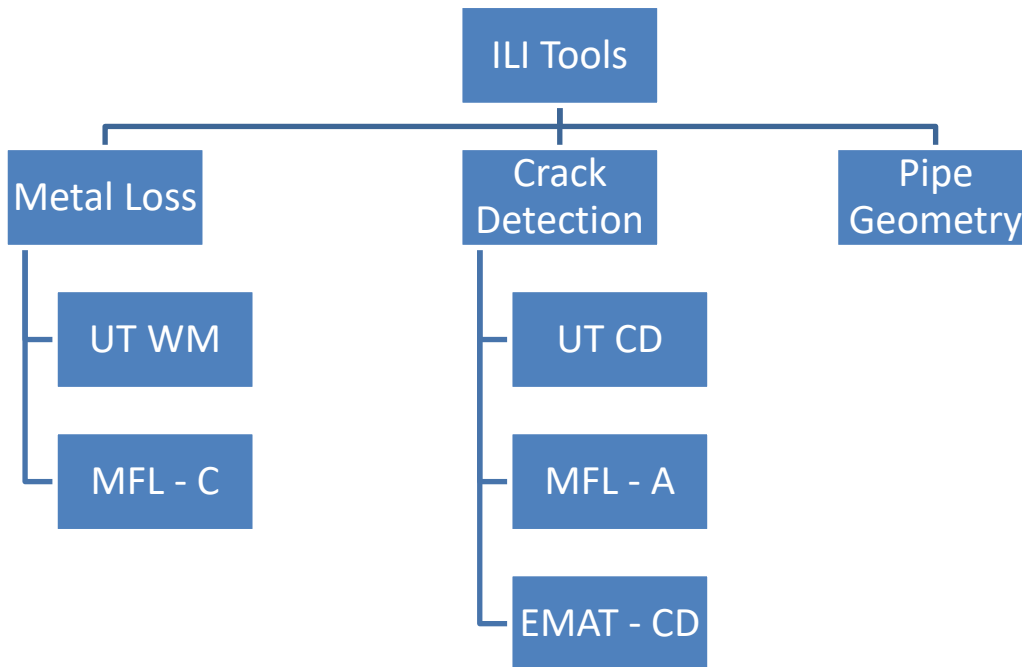 ILI Tools
Metal Loss
UT WM
MFL - C
Crack
Detection
UT CD
MFL - A
EMAT - CD
Pipe
Geometry